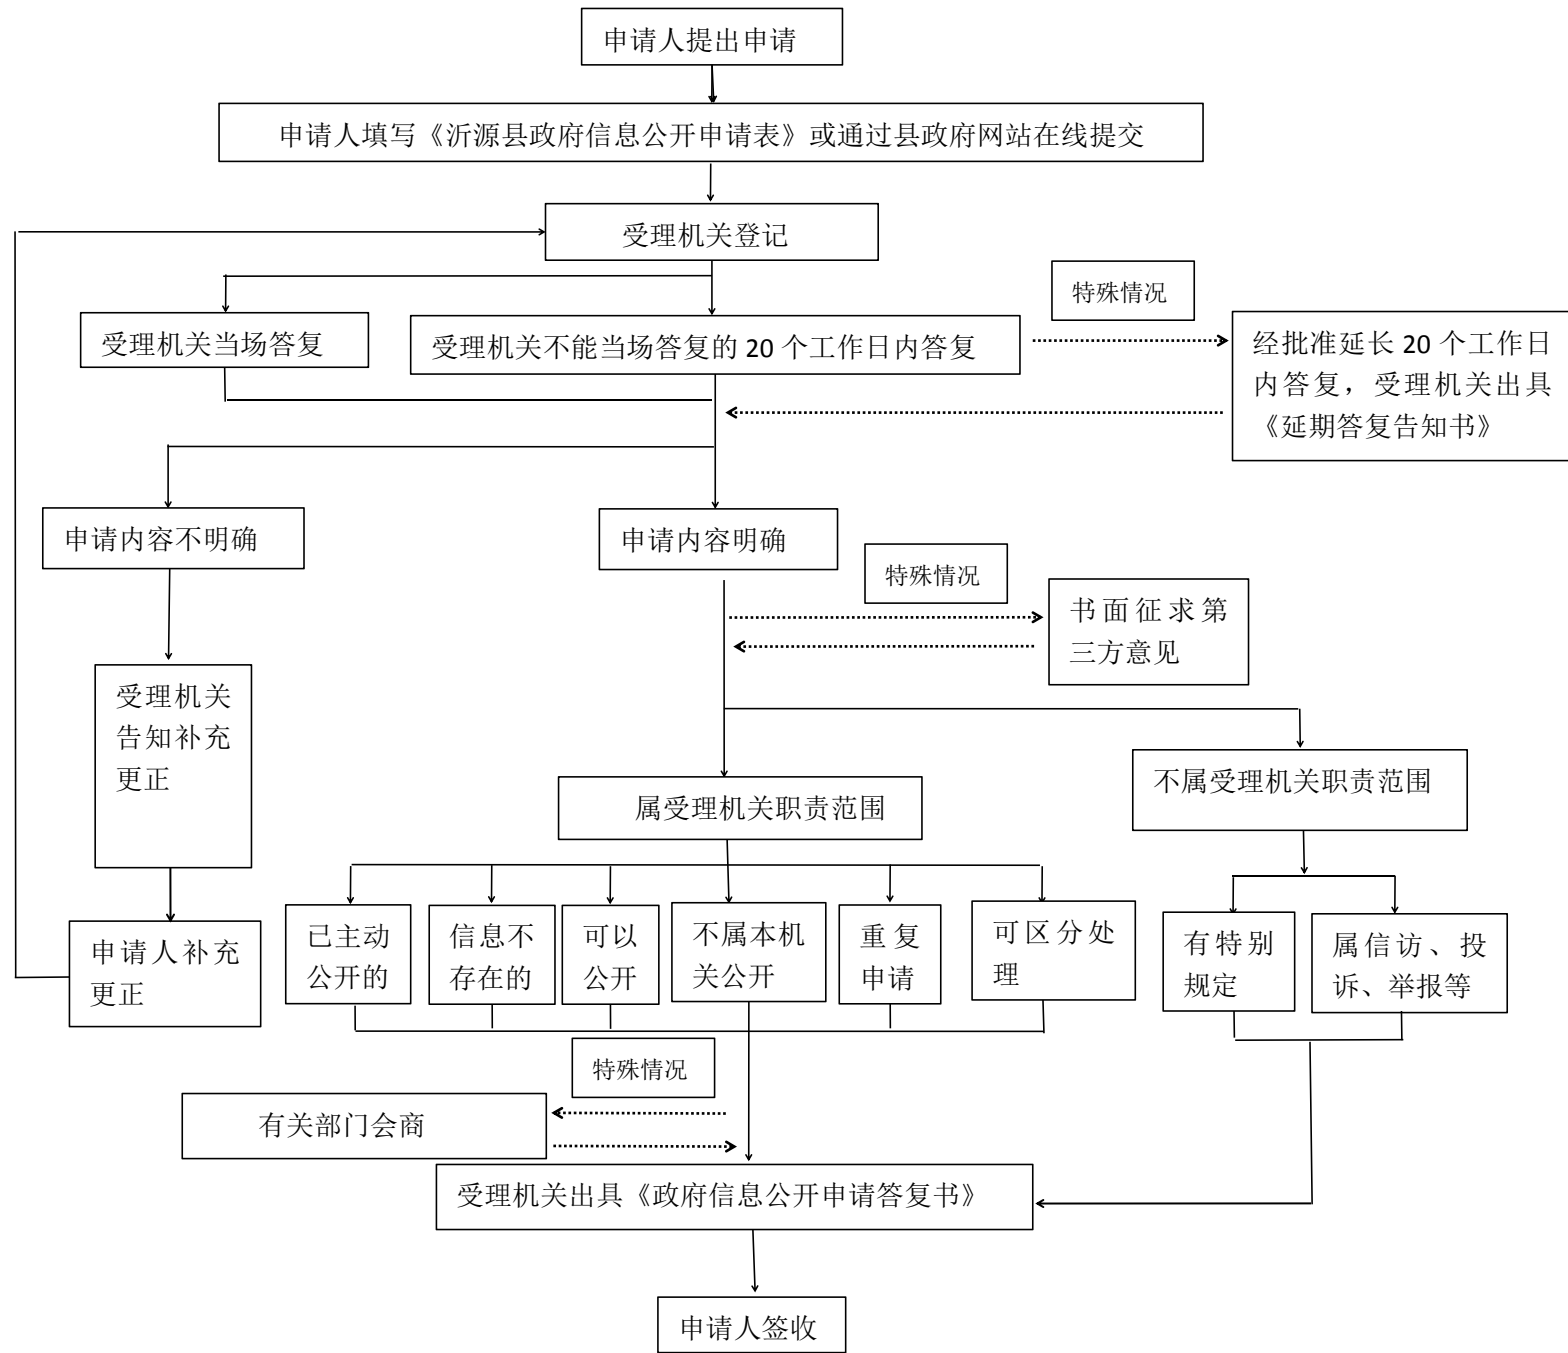 申请人提出申请
申请人填写《沂源县政府信息公开申请表》或通过县政府网站在线提交
受理机关登记
特殊情况
受理机关当场答复
受理机关不能当场答复的 20 个工作日内答复
经批准延长 20 个工作日
内答复，受理机关出具
《延期答复告知书》
申请内容不明确
申请内容明确
特殊情况
书面征求第
三方意见
受理机关
告知补充
更正
属受理机关职责范围
不属受理机关职责范围
申请人补充
更正
已主动
公开的
信息不
存在的
可以
公开
不属本机
关公开
重复
申请
可区分处
理
有特别
规定
属信访、投
诉、举报等
特殊情况
有关部门会商
受理机关出具《政府信息公开申请答复书》
申请人签收